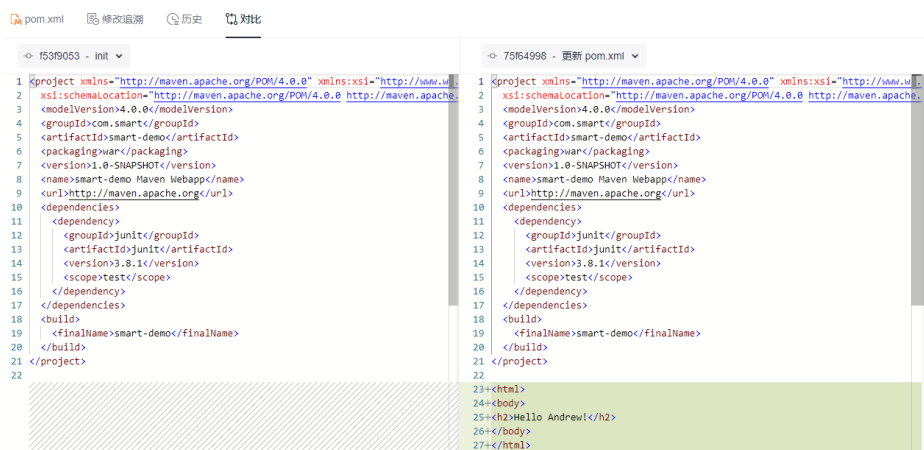 pom.xml 修改追溯 历史 对比
f53f9053 - init
1 <project xmlns="http://maven.apache.org/POM/4.0.0" xmlns:xsi="http://www.w
2 xsi:schemaLocation="http://maven.apache.org/POM/4.0.0 http://maven.apache.
3 <modelVersion>4.0.0</modelVersion>
4 <groupId>com.smart</groupId>
5 <artifactId>smart-demo</artifactId>
6 <packaging>war</packaging>
7 <version>1.0-SNAPSHOT</version>
8 <name>smart-demo Maven Webapp</name>
9 <url>http://maven.apache.org</url>
10 <dependencies>
11 <dependency>
12 <groupId>junit</groupId>
13 <artifactId>junit</artifactId>
14 <version>3.8.1</version>
15 <scope>test</scope>
16 </dependency>
17 </dependencies>
18 <build>
19 <finalName>smart-demo</finalName>
20 </build>
21 </project>
22
75f64998 - 更新 pom.xml
1 <project xmlns="http://maven.apache.org/POM/4.0.0" xmlns:xsi="http://www.w
2 xsi:schemaLocation="http://maven.apache.org/POM/4.0.0 http://maven.apache.
3 <modelVersion>4.0.0</modelVersion>
4 <groupId>com.smart</groupId>
5 <artifactId>smart-demo</artifactId>
6 <packaging>war</packaging>
7 <version>1.0-SNAPSHOT</version>
8 <name>smart-demo Maven Webapp</name>
9 <url>http://maven.apache.org</url>
10 <dependencies>
11 <dependency>
12 <groupId>junit</groupId>
13 <artifactId>junit</artifactId>
14 <version>3.8.1</version>
15 <scope>test</scope>
16 </dependency>
17 </dependencies>
18 <build>
19 <finalName>smart-demo</finalName>
20 </build>
21 </project>
22
23+<html>
24+<body>
25+<h2>Hello Andrew!</h2>
26+</body>
27+</html>